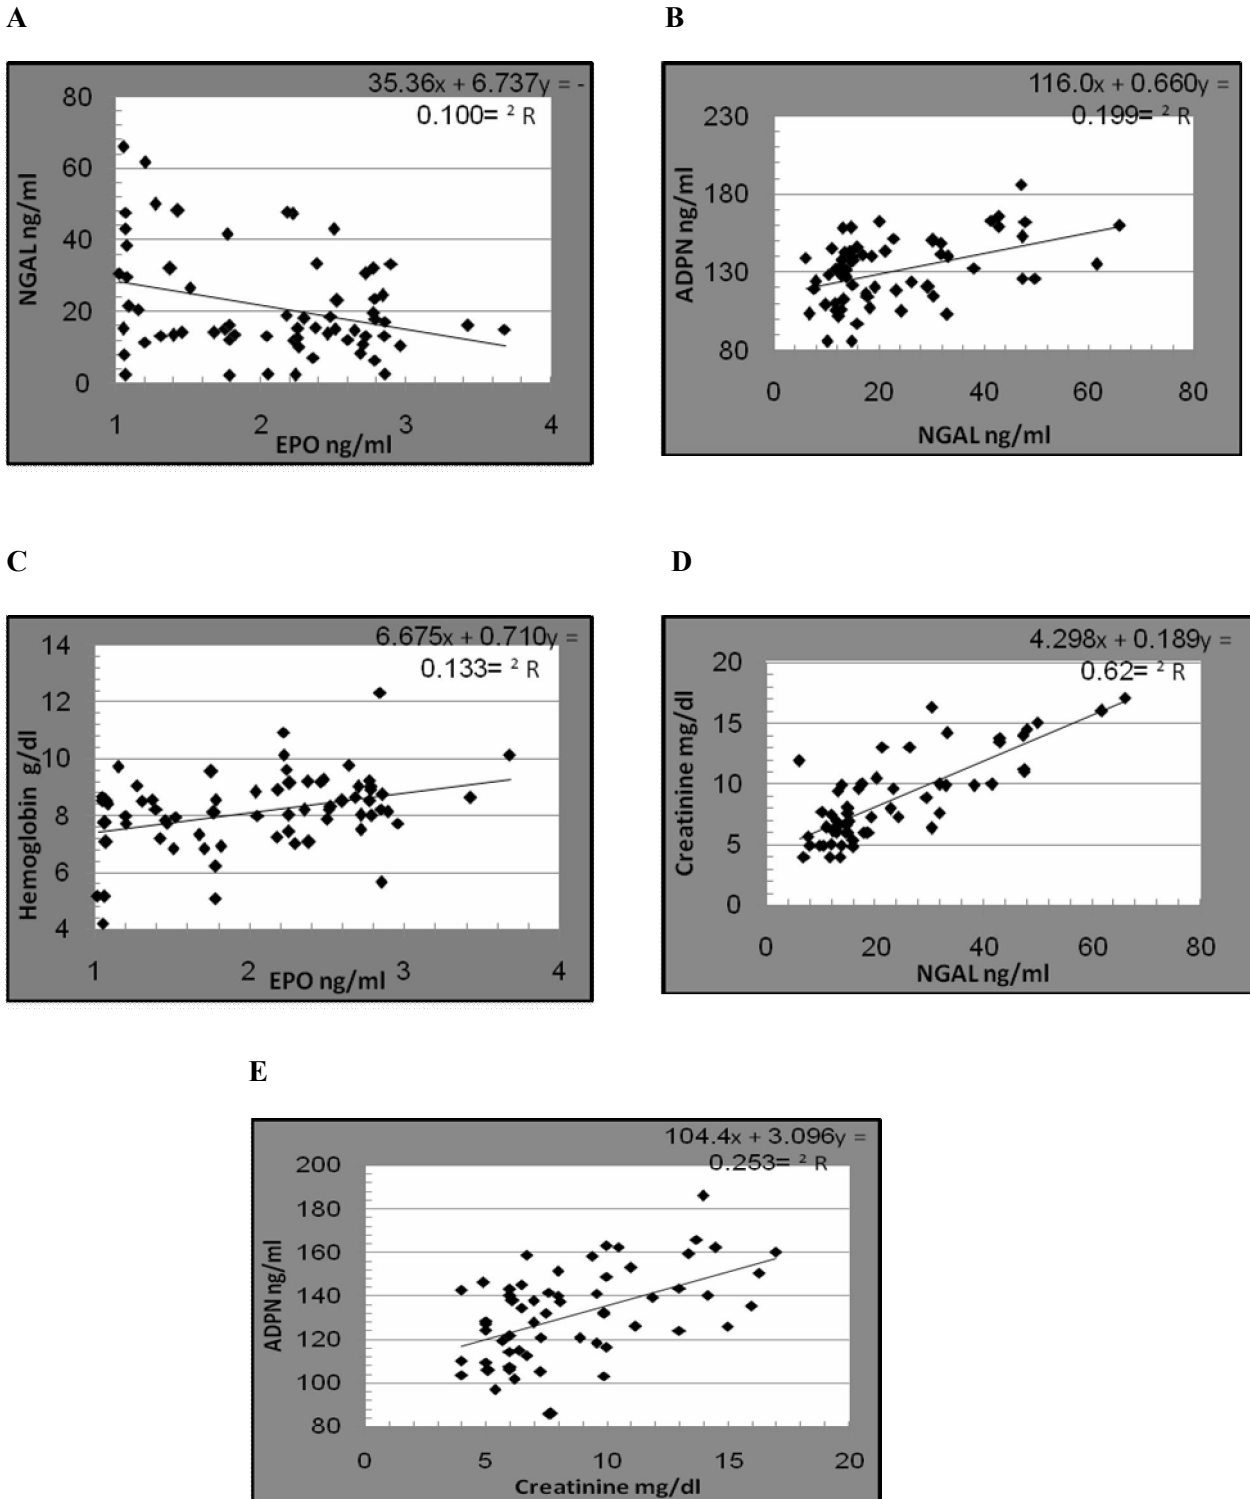 A
35.36x + 6.737y = -
0.100= ² R
80
60
40
20
0
NGAL ng/ml
1 2 3 4
EPO ng/ml
B
116.0x + 0.660y =
0.199= ² R
230
180
130
80
ADPN ng/ml
0 20 40 60 80
NGAL ng/ml
C
6.675x + 0.710y =
0.133= ² R
14
12
10
8
6
4
Hemoglobin g/dl
1 2 3 4
EPO ng/ml
D
4.298x + 0.189y =
0.62= ² R
20
15
10
5
0
Creatinine mg/dl
0 20 40 60 80
NGAL ng/ml
E
104.4x + 3.096y =
0.253= ² R
200
180
160
140
120
100
80
ADPN ng/ml
0 5 10 15 20
Creatinine mg/dl